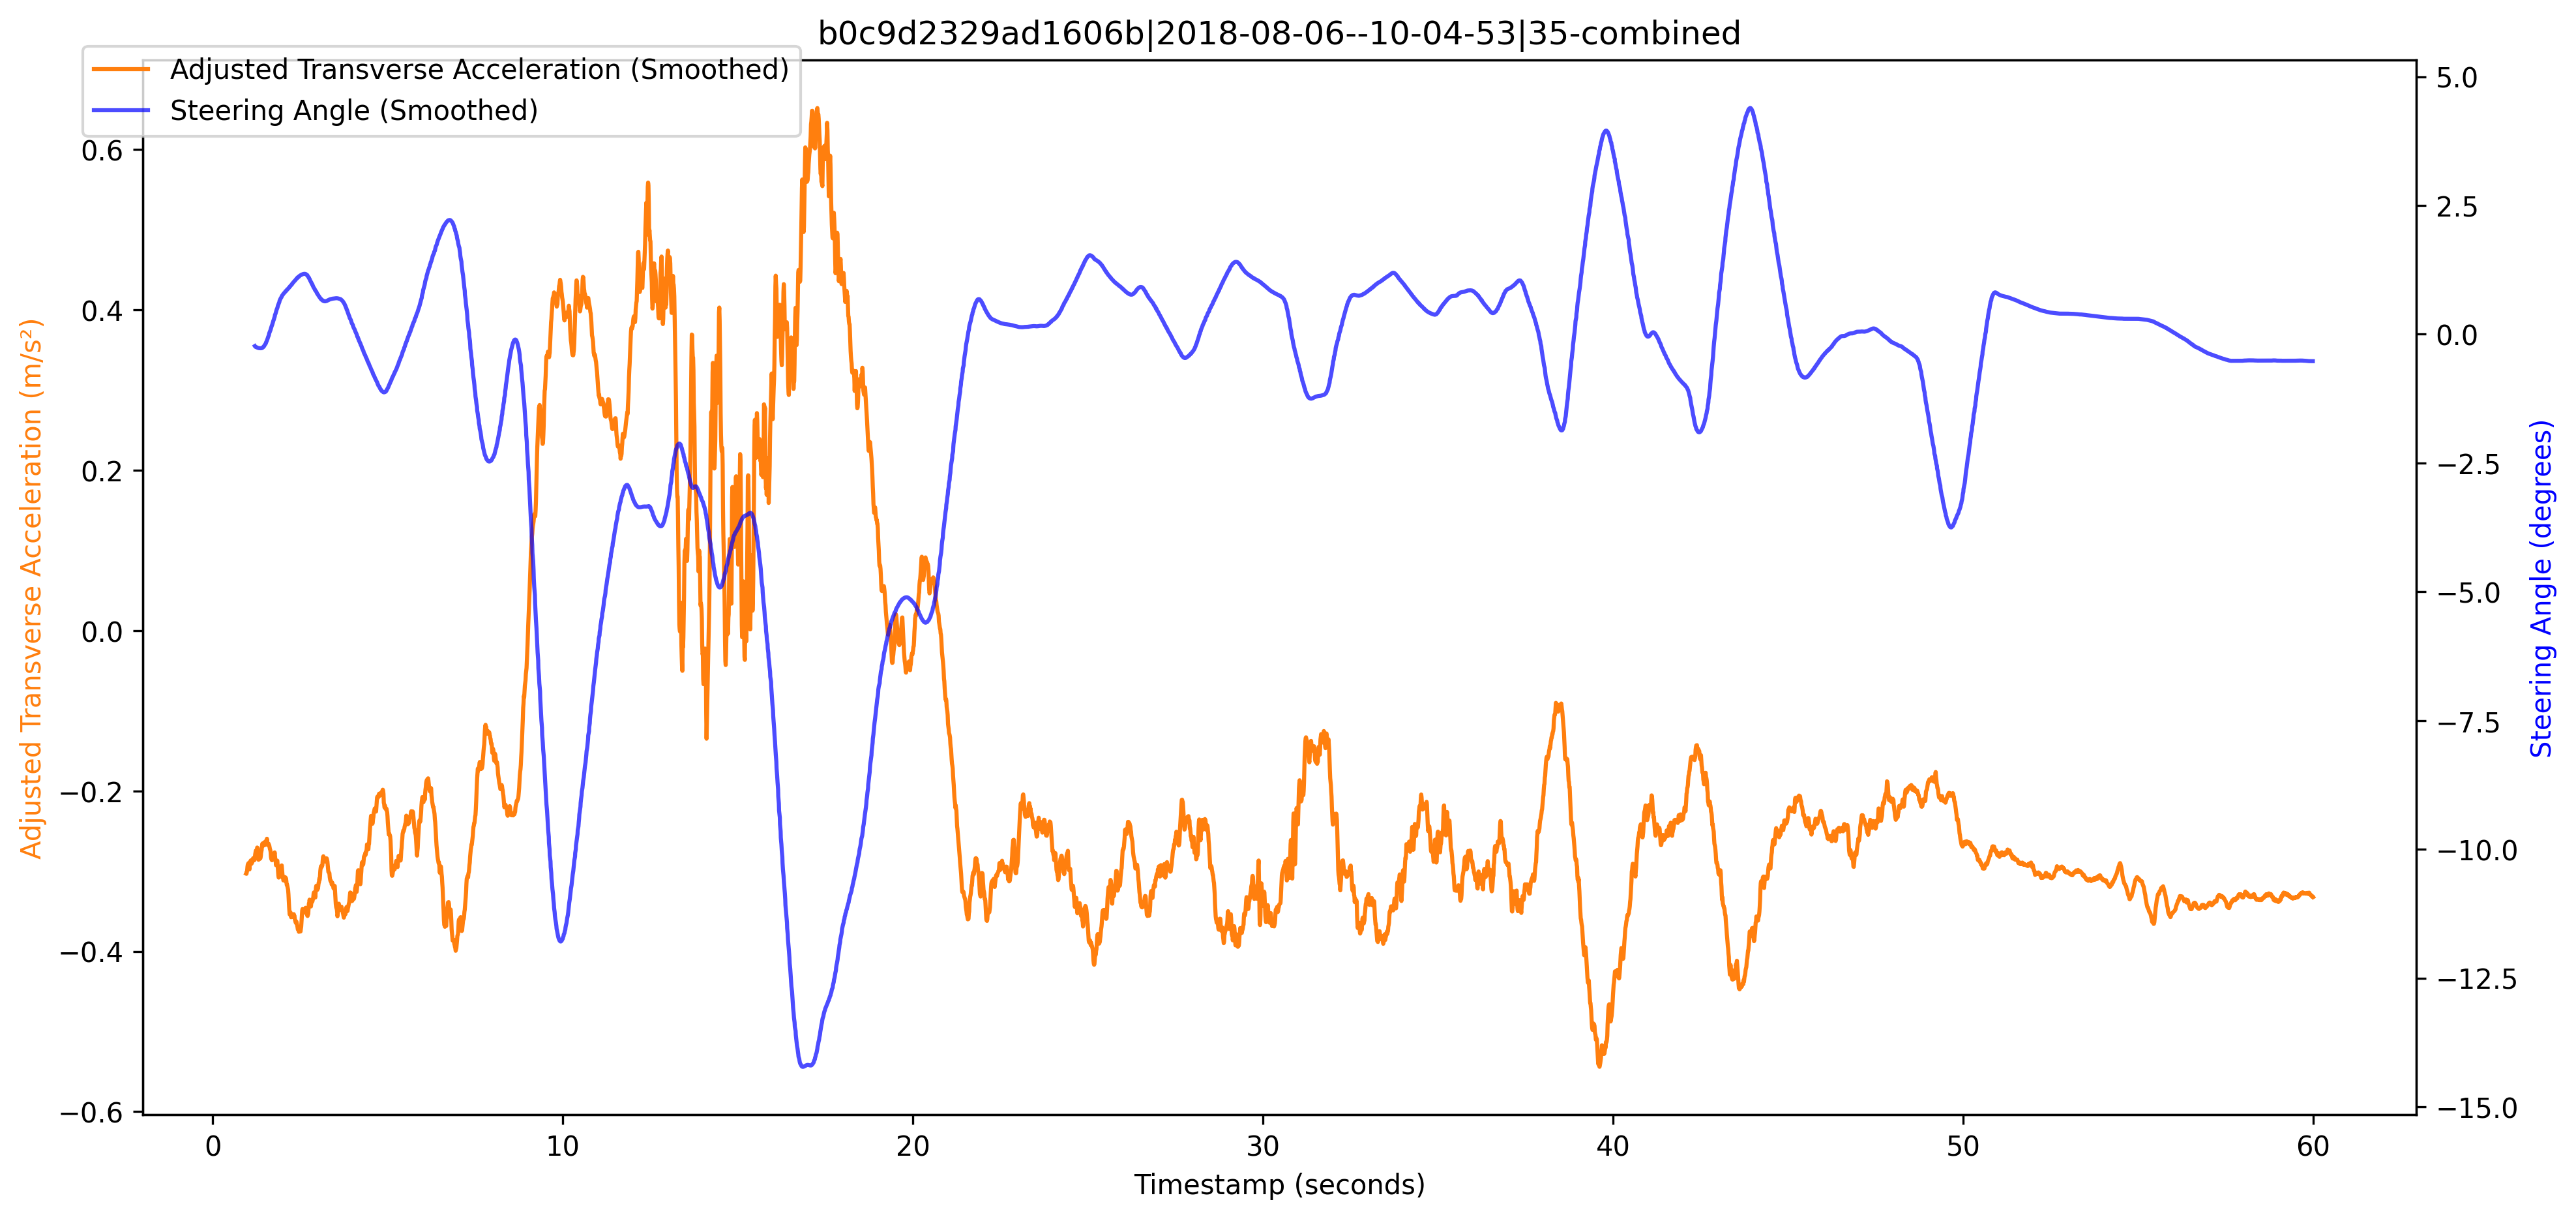 b0c9d2329ad1606b|2018-08-06--10-04-53|35-combined
Adjusted Transverse Acceleration (Smoothed)
Steering Angle (Smoothed)
Adjusted Transverse Acceleration (m/s²)
0.6
0.4
0.2
0.0
−0.2
−0.4
−0.6
5.0
2.5
0.0
−2.5
−5.0
−7.5
−10.0
−12.5
−15.0
Steering Angle (degrees)
0 10 20 30 40 50 60
Timestamp (seconds)